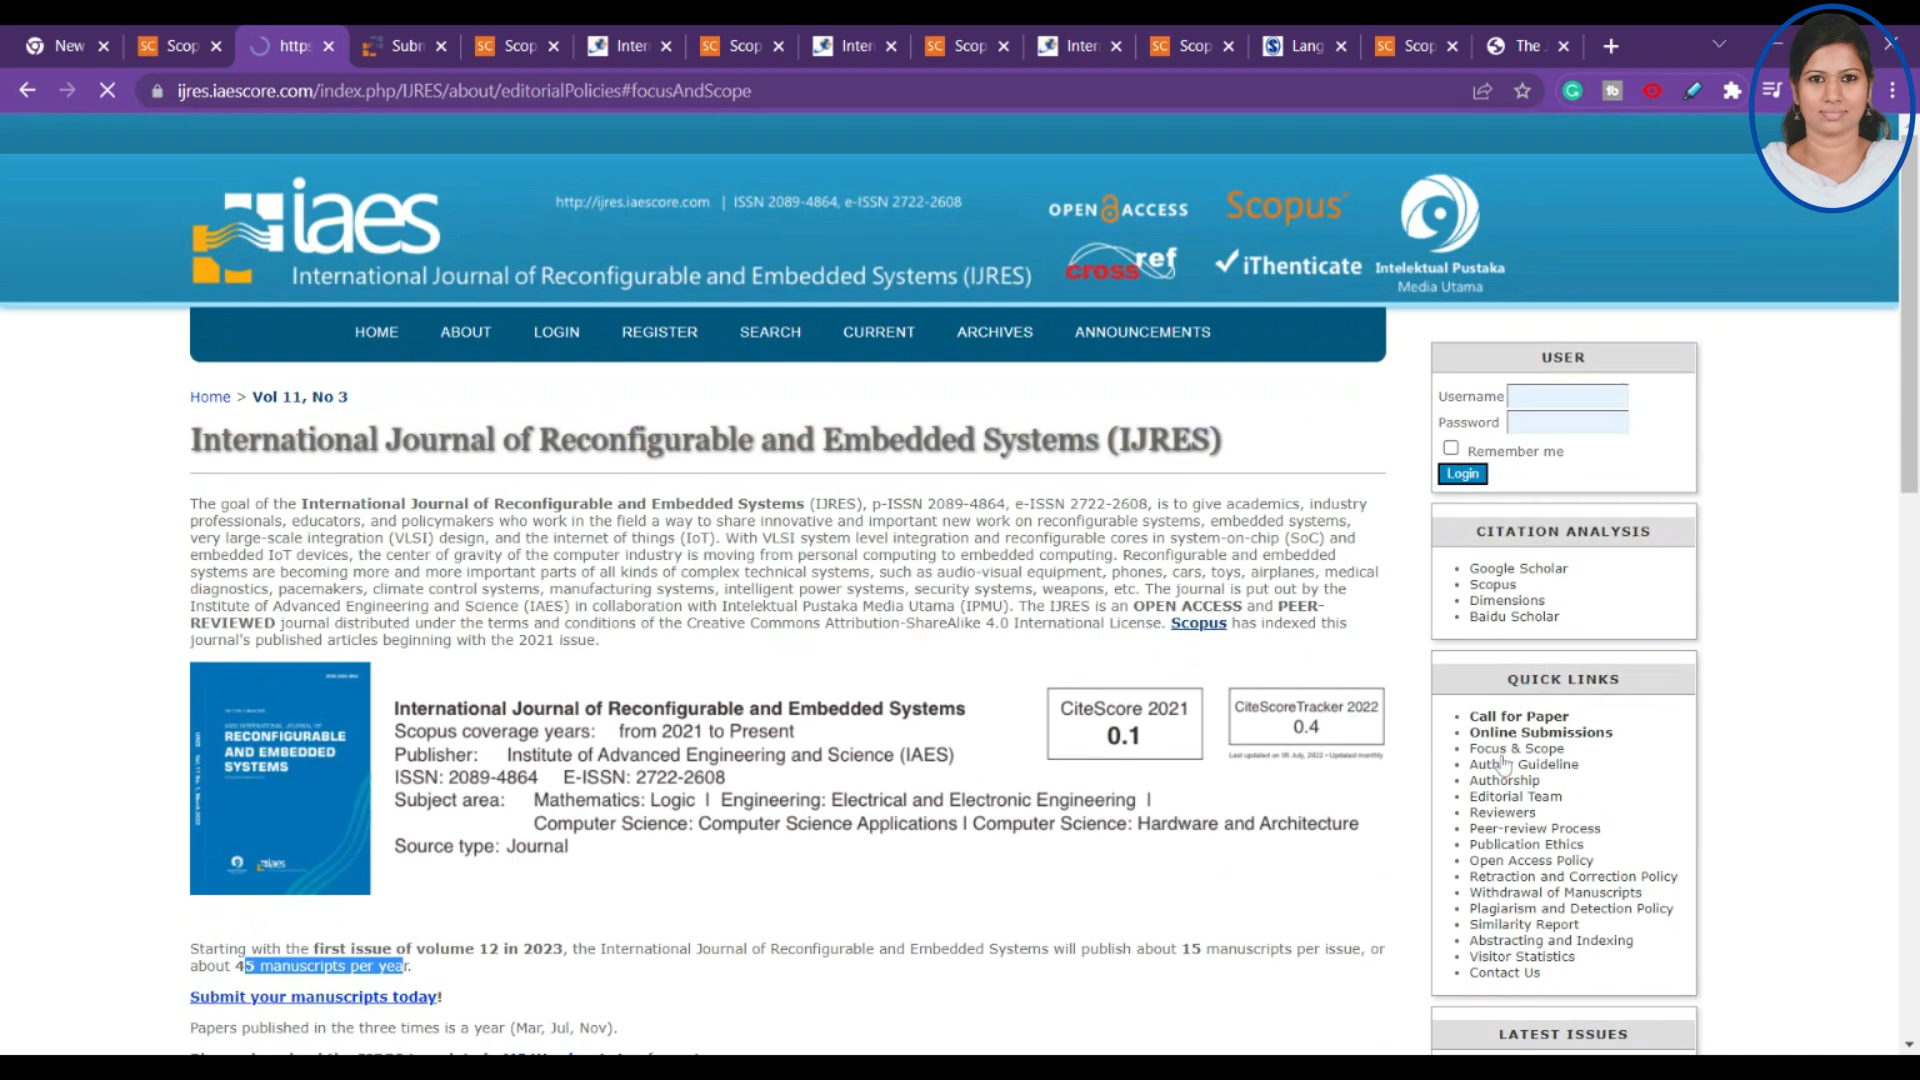 New
Scop
https
Subr
Scop
Inter
Scop
Inter
Scop
Inter
Scop
Lang
Scop
The
ijres.iaescore.com/index.php/IJRES/about/editorialPolicies#focusAndScope
iaes
http://ijres.iaescore.com | ISSN 2089-4864, e-ISSN 2722-2608
International Journal of Reconfigurable and Embedded Systems (IJRES)
OPEN ACCESS
Scopus
crossref
iThenticate
Intelektual Pustaka
Media Utama
HOME ABOUT LOGIN REGISTER SEARCH CURRENT ARCHIVES ANNOUNCEMENTS
Home > Vol 11, No 3
International Journal of Reconfigurable and Embedded Systems (IJRES)
The goal of the International Journal of Reconfigurable and Embedded Systems (IJRES), p-ISSN 2089-4864, e-ISSN 2722-2608, is to give academics, industry
professionals, educators, and policymakers who work in the field a way to share innovative and important new work on reconfigurable systems, embedded systems,
very large-scale integration (VLSI) design, and the internet of things (IoT). With VLSI system level integration and reconfigurable cores in system-on-chip (SoC) and
embedded IoT devices, the center of gravity of the computer industry is moving from personal computing to embedded computing. Reconfigurable and embedded
systems are becoming more and more important parts of all kinds of complex technical systems, such as audio-visual equipment, phones, cars, toys, airplanes, medical
diagnostics, pacemakers, climate control systems, manufacturing systems, intelligent power systems, security systems, weapons, etc. The journal is put out by the
Institute of Advanced Engineering and Science (IAES) in collaboration with Intelektual Pustaka Media Utama (IPMU). The IJRES is an OPEN ACCESS and PEER-
REVIEWED journal distributed under the terms and conditions of the Creative Commons Attribution-ShareAlike 4.0 International License. Scopus has indexed this
journal's published articles beginning with the 2021 issue.
RECONFIGURABLE
AND EMBEDDED
SYSTEMS
iaes
International Journal of Reconfigurable and Embedded Systems
Scopus coverage years: from 2021 to Present
Publisher: Institute of Advanced Engineering and Science (IAES)
ISSN: 2089-4864 E-ISSN: 2722-2608
Subject area: Mathematics: Logic I Engineering: Electrical and Electronic Engineering I
Computer Science: Computer Science Applications I Computer Science: Hardware and Architecture
Source type: Journal
CiteScore 2021
0.1
CiteScoreTracker 2022
0.4
Last updated on 06 July, 2022 • Updated monthly
Starting with the first issue of volume 12 in 2023, the International Journal of Reconfigurable and Embedded Systems will publish about 15 manuscripts per issue, or
about 45 manuscripts per year.
Submit your manuscripts today!
Papers published in the three times is a year (Mar, Jul, Nov).
USER
Username
Password
Remember me
Login
CITATION ANALYSIS
• Google Scholar
• Scopus
• Dimensions
• Baidu Scholar
QUICK LINKS
• Call for Paper
• Online Submissions
• Focus & Scope
• Author Guideline
• Authorship
• Editorial Team
• Reviewers
• Peer-review Process
• Publication Ethics
• Open Access Policy
• Retraction and Correction Policy
• Withdrawal of Manuscripts
• Plagiarism and Detection Policy
• Similarity Report
• Abstracting and Indexing
• Visitor Statistics
• Contact Us
LATEST ISSUES